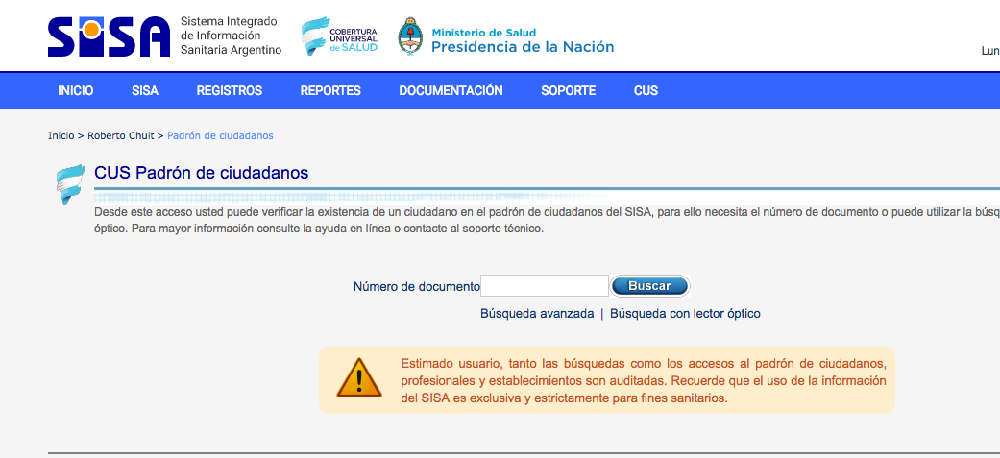 SISA
Sistema Integrado
de Información
Sanitaria Argentino
COBERTURA
UNIVERSAL
de SALUD
Ministerio de Salud
Presidencia de la Nación
Lun
INICIO SISA REGISTROS REPORTES DOCUMENTACIÓN SOPORTE CUS
Inicio > Roberto Chuit > Padrón de ciudadanos
CUS Padrón de ciudadanos
Desde este acceso usted puede verificar la existencia de un ciudadano en el padrón de ciudadanos del SISA, para ello necesita el número de documento o puede utilizar la búsq
óptico. Para mayor información consulte la ayuda en línea o contacte al soporte técnico.
Número de documento Buscar
Búsqueda avanzada | Búsqueda con lector óptico
Estimado usuario, tanto las búsquedas como los accesos al padrón de ciudadanos,
profesionales y establecimientos son auditadas. Recuerde que el uso de la información
del SISA es exclusiva y estrictamente para fines sanitarios.